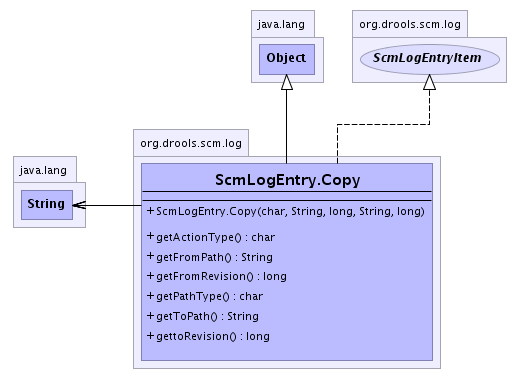 java.lang
Object
org.drools.scm.log
ScmLogEntryItem
org.drools.scm.log
java.lang
String
ScmLogEntry.Copy
+ ScmLogEntry.Copy(char, String, long, String, long)
+ getActionType() : char
+ getFromPath() : String
+ getFromRevision() : long
+ getPathType() : char
+ getToPath() : String
+ gettoRevision() : long